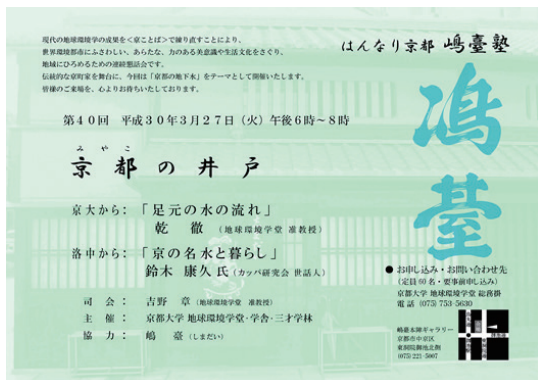 現代の地球環境学の成果を＜京ことば＞で繰り直すことにより、
世界環境都市にふさわしい、あらたな、力のある美意識や生活文化をさぐり、
地域にひろめるための連続懇話会です。
伝統的な京町家を舞台に、今回は「京都の地下水」をテーマとして開催いたします。
皆様のご来場を、心よりお待ちいたしております。
はんなり京都 嶋臺塾
第４０回 平成３０年３月２７日（火）午後６時～８時
みやこ
京都の井戸
京大から：「足元の水の流れ」
乾 徹（地球環境学堂 准教授）
洛中から：「京の名水と暮らし」
鈴木 康久 氏（カッパ研究会 世話人）
司 会： 吉野 章（地球環境学堂 准教授）
主 催： 京都大学 地球環境学堂・学舎・三才学林
協 力： 嶋 臺（しまだい）
嶋臺
●お申し込み・お問い合わせ先
（定員60名・要事前申し込み）
京都大学 地球環境学堂 総務掛
電話（075）753-5630
嶋臺本陣ギャラリー
京都市中京区
東洞院御池北側
(075) 221-5007